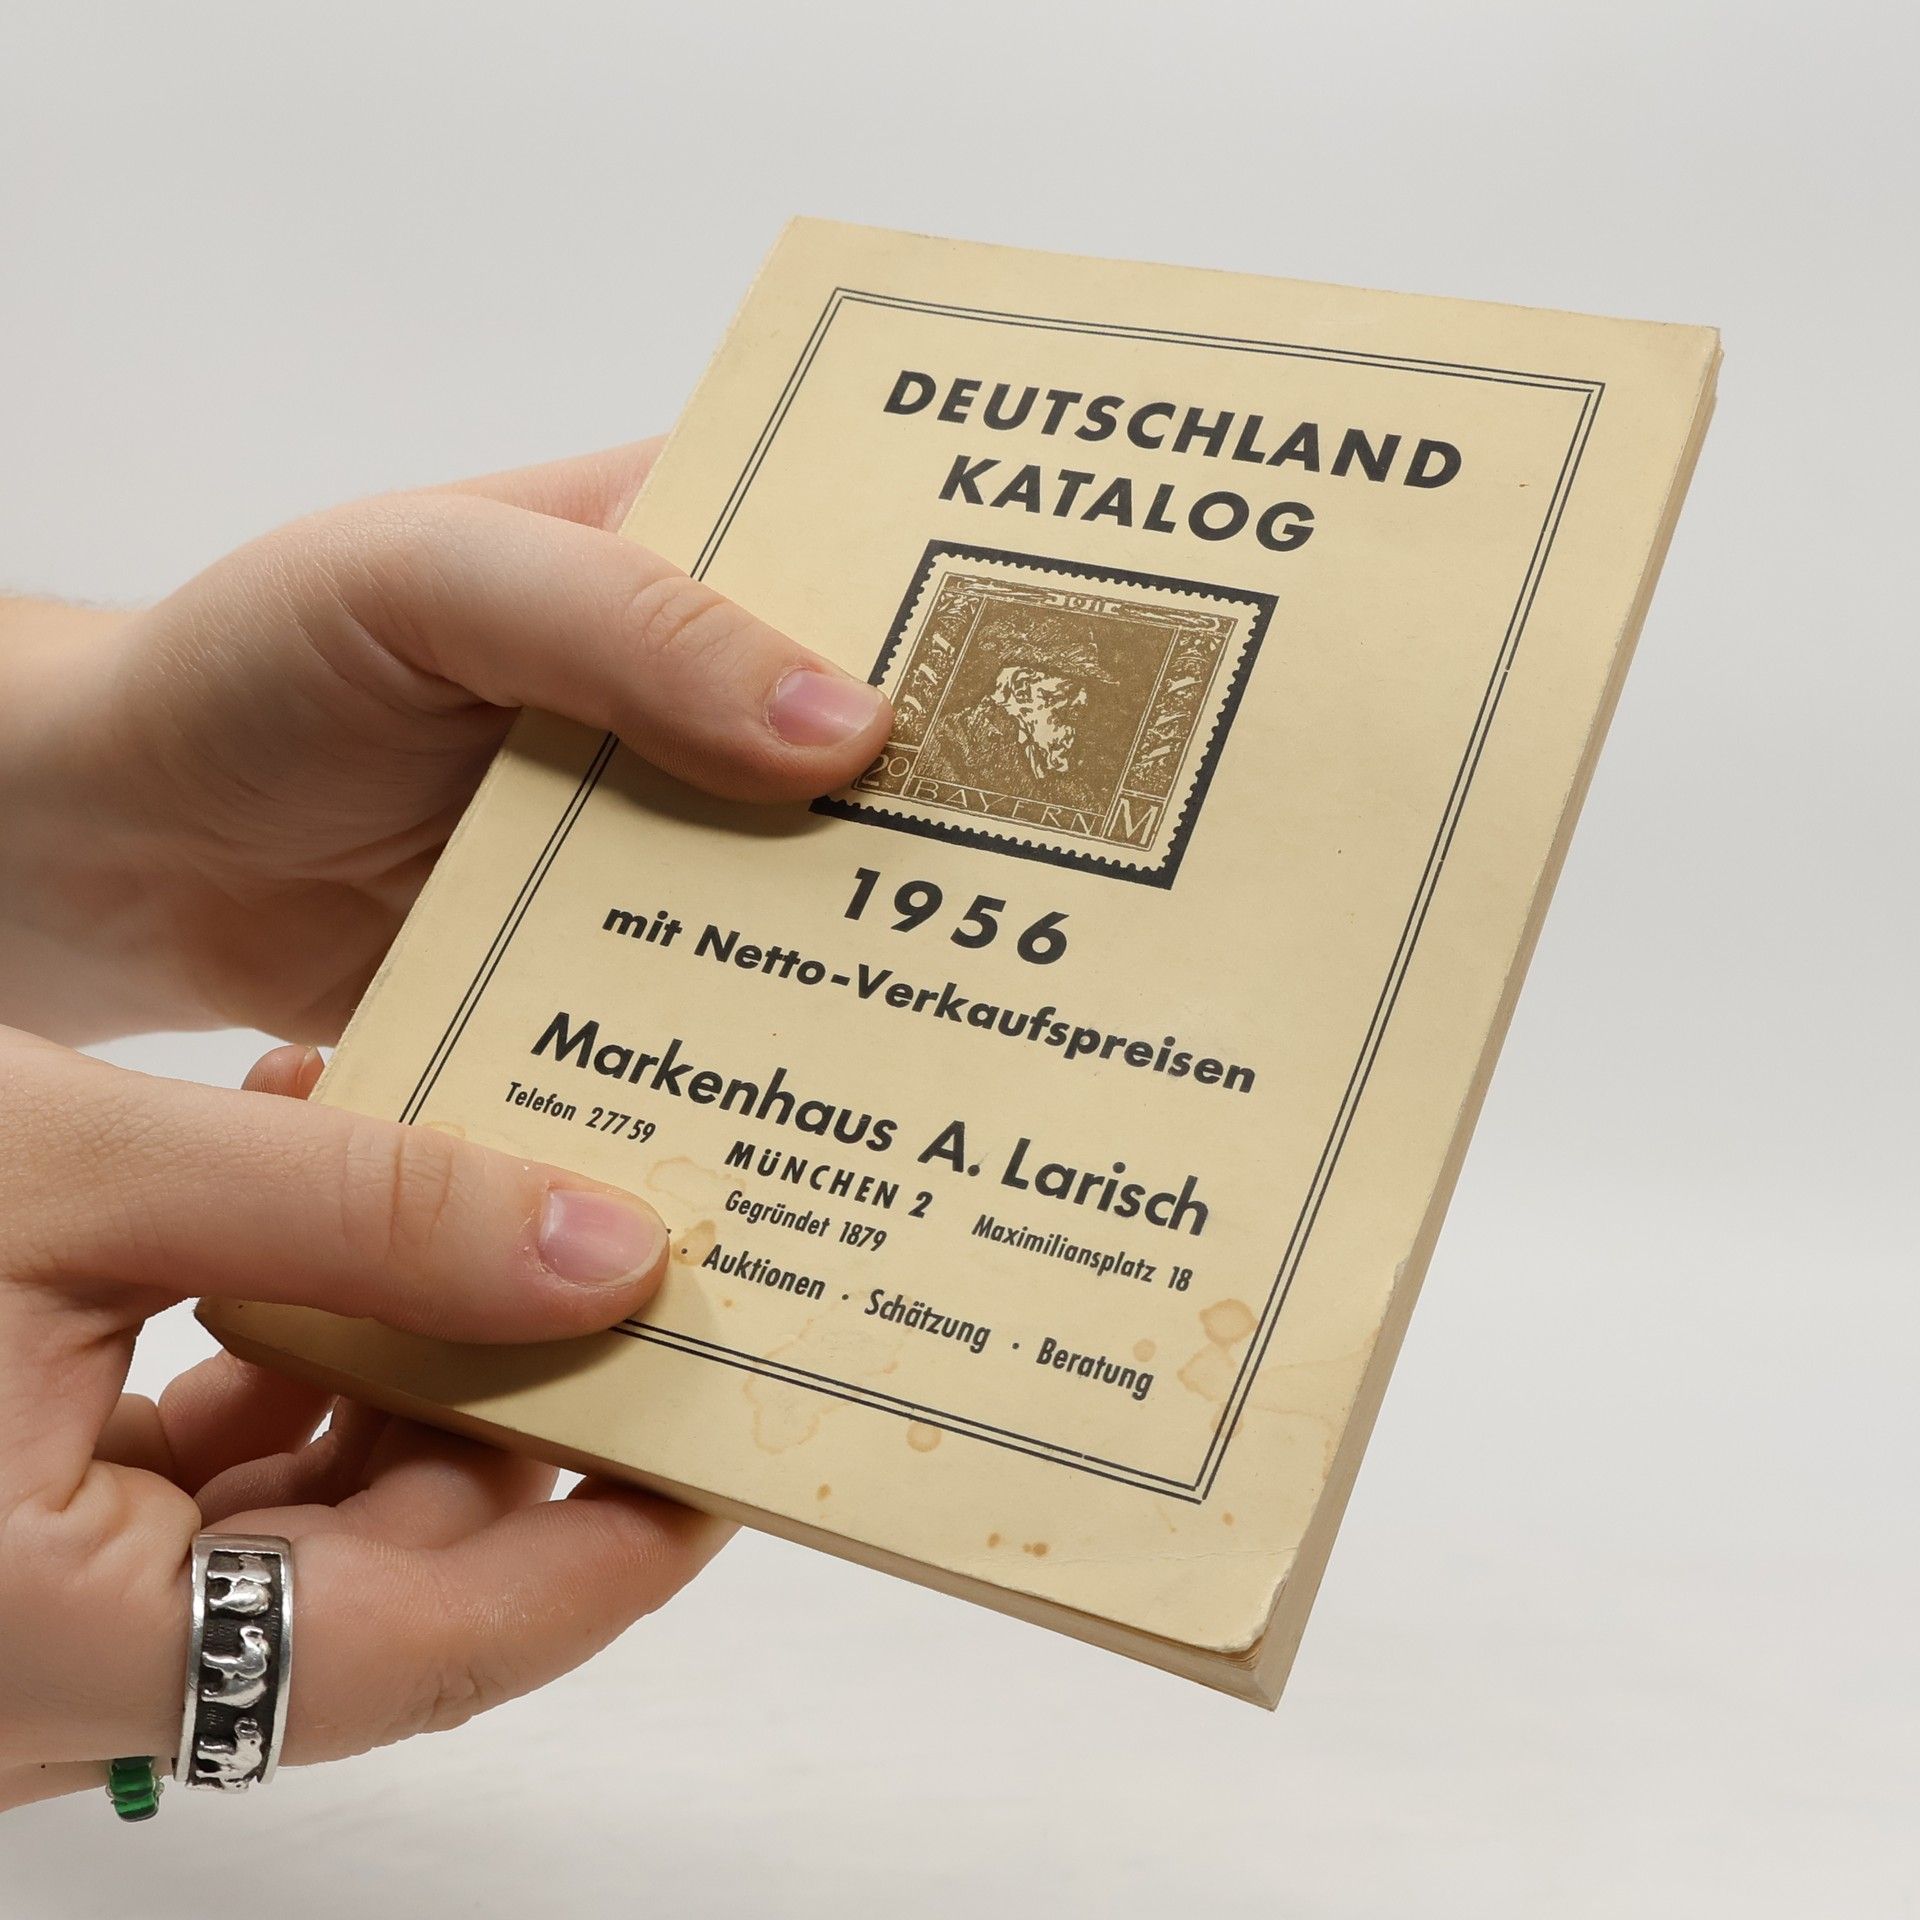 DEUTSCHLAND
KATALOG
1911
20 BAYERN M
1956
mit Netto-Verkaufspreisen
Markenhaus A. Larisch
Telefon 27759 MÜNCHEN 2 Maximiliansplatz 18
Gegründet 1879
· Auktionen · Schätzung · Beratung